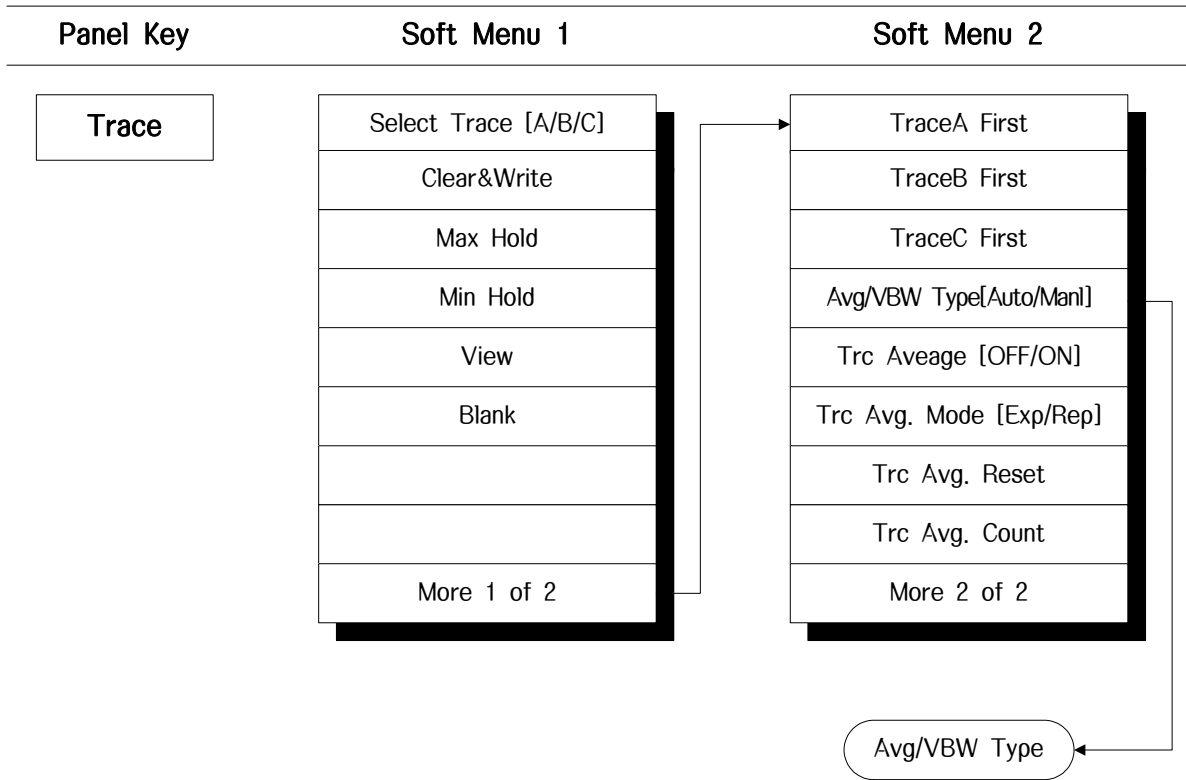 Panel Key
Soft Menu 1
Soft Menu 2
Trace
Select Trace [A/B/C]
Clear&Write
Max Hold
Min Hold
View
Blank
More 1 of 2
TraceA First
TraceB First
TraceC First
Avg/VBW Type[Auto/Manl]
Trc Aveage [OFF/ON]
Trc Avg. Mode [Exp/Rep]
Trc Avg. Reset
Trc Avg. Count
More 2 of 2
Avg/VBW Type